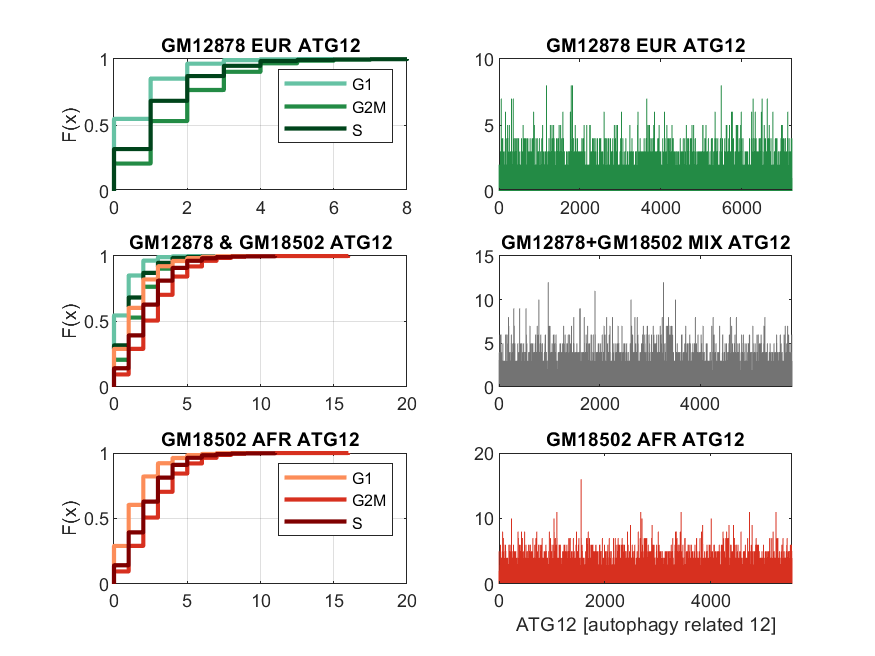 GM12878 EUR ATG12
F(x)
1
0.5
0
0 2 4 6 8
G1
G2M
S
GM12878 EUR ATG12
10
5
0
0 2000 4000 6000
GM12878 & GM18502 ATG12
F(x)
1
0.5
0
0 5 10 15 20
GM12878+GM18502 MIX ATG12
15
10
5
0
0 2000 4000
GM18502 AFR ATG12
F(x)
1
0.5
0
0 5 10 15 20
G1
G2M
S
GM18502 AFR ATG12
20
10
0
0 2000 4000
ATG12 [autophagy related 12]